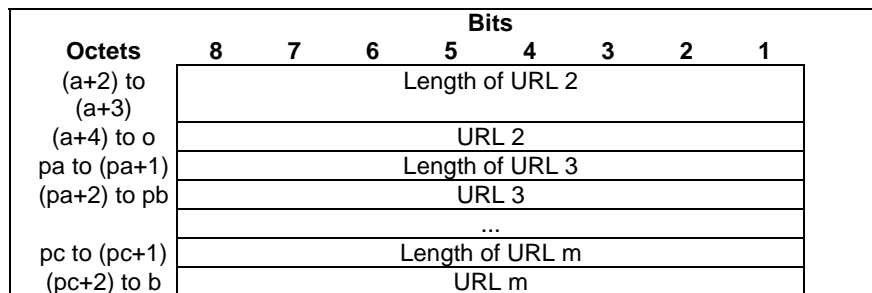 Bits
Octets 8 7 6 5 4 3 2 1
(a+2) to Length of URL 2
(a+3)
(a+4) to o URL 2
pa to (pa+1) Length of URL 3
(pa+2) to pb URL 3
...
pc to (pc+1) Length of URL m
(pc+2) to b URL m